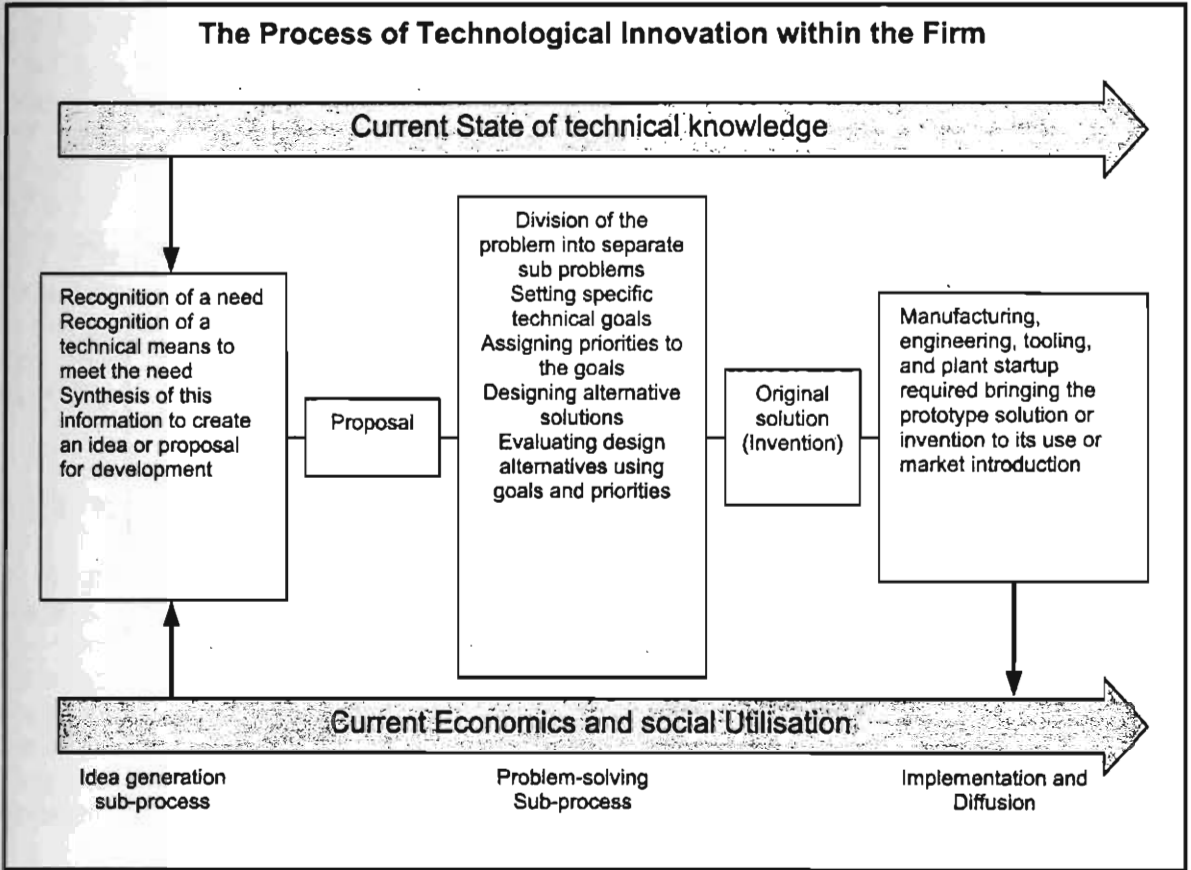 The Process of Technological Innovation within the Firm
Current State of technical knowledge
Recognition of a need
Recognition of a
technical means to
meet the need
Synthesis of this
information to create
an idea or proposal
for development
Proposal
Division of the
problem into separate
sub problems
Setting specific
technical goals
Assigning priorities to
the goals
Designing alternative
solutions
Evaluating design
alternatives using
goals and priorities
Original
solution
(Invention)
Manufacturing,
engineering, tooling,
and plant startup
required bringing the
prototype solution or
invention to its use or
market introduction
Current Economics and social Utilisation
Idea generation
sub-process
Problem-solving
Sub-process
Implementation and
Diffusion